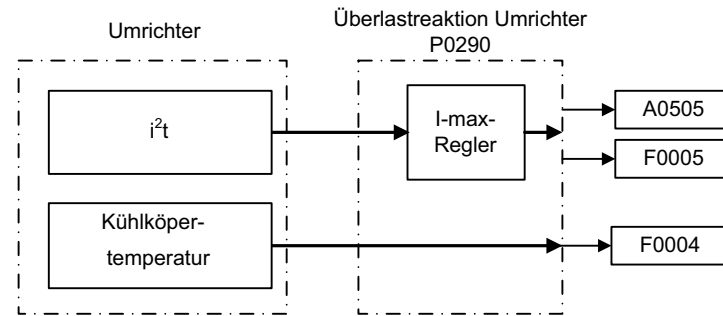 Umrichter
Überlastreaktion Umrichter
P0290
i²t
I-max-
Regler
A0505
F0005
Kühlköper-
temperatur
F0004